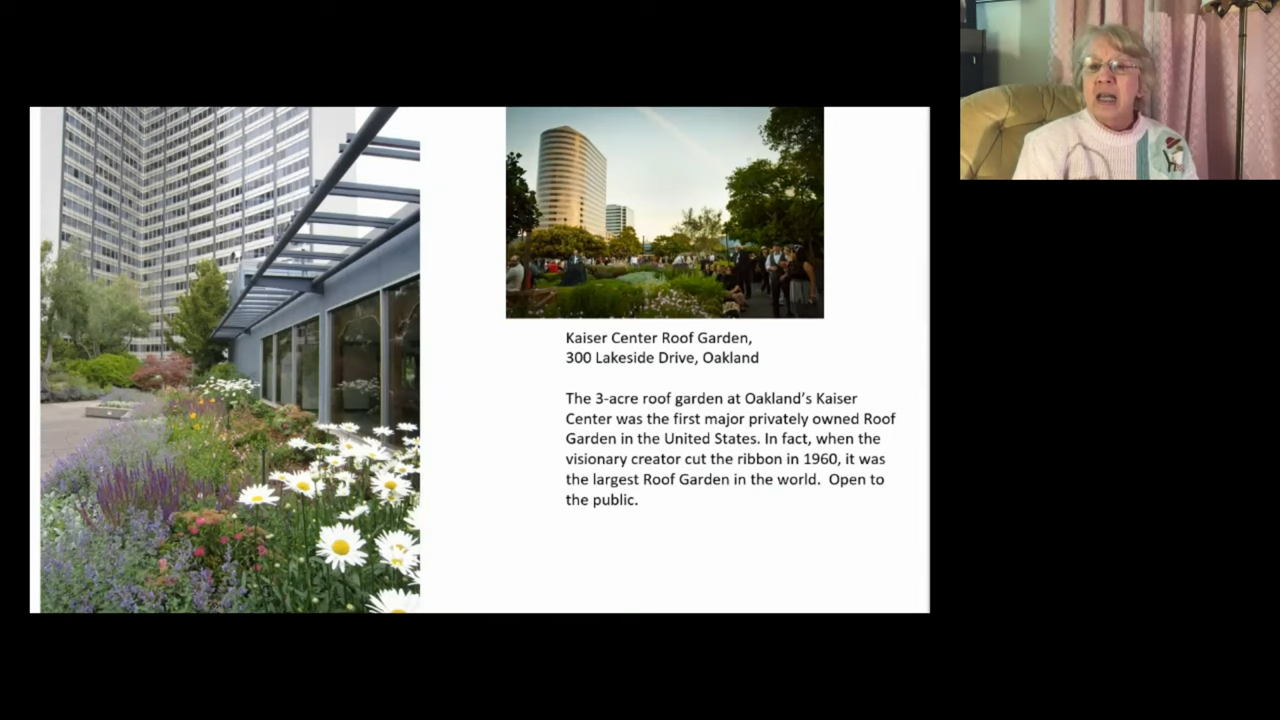 Kaiser Center Roof Garden,
300 Lakeside Drive, Oakland
The 3-acre roof garden at Oakland's Kaiser
Center was the first major privately owned Roof
Garden in the United States. In fact, when the
visionary creator cut the ribbon in 1960, it was
the largest Roof Garden in the world.  Open to
the public.